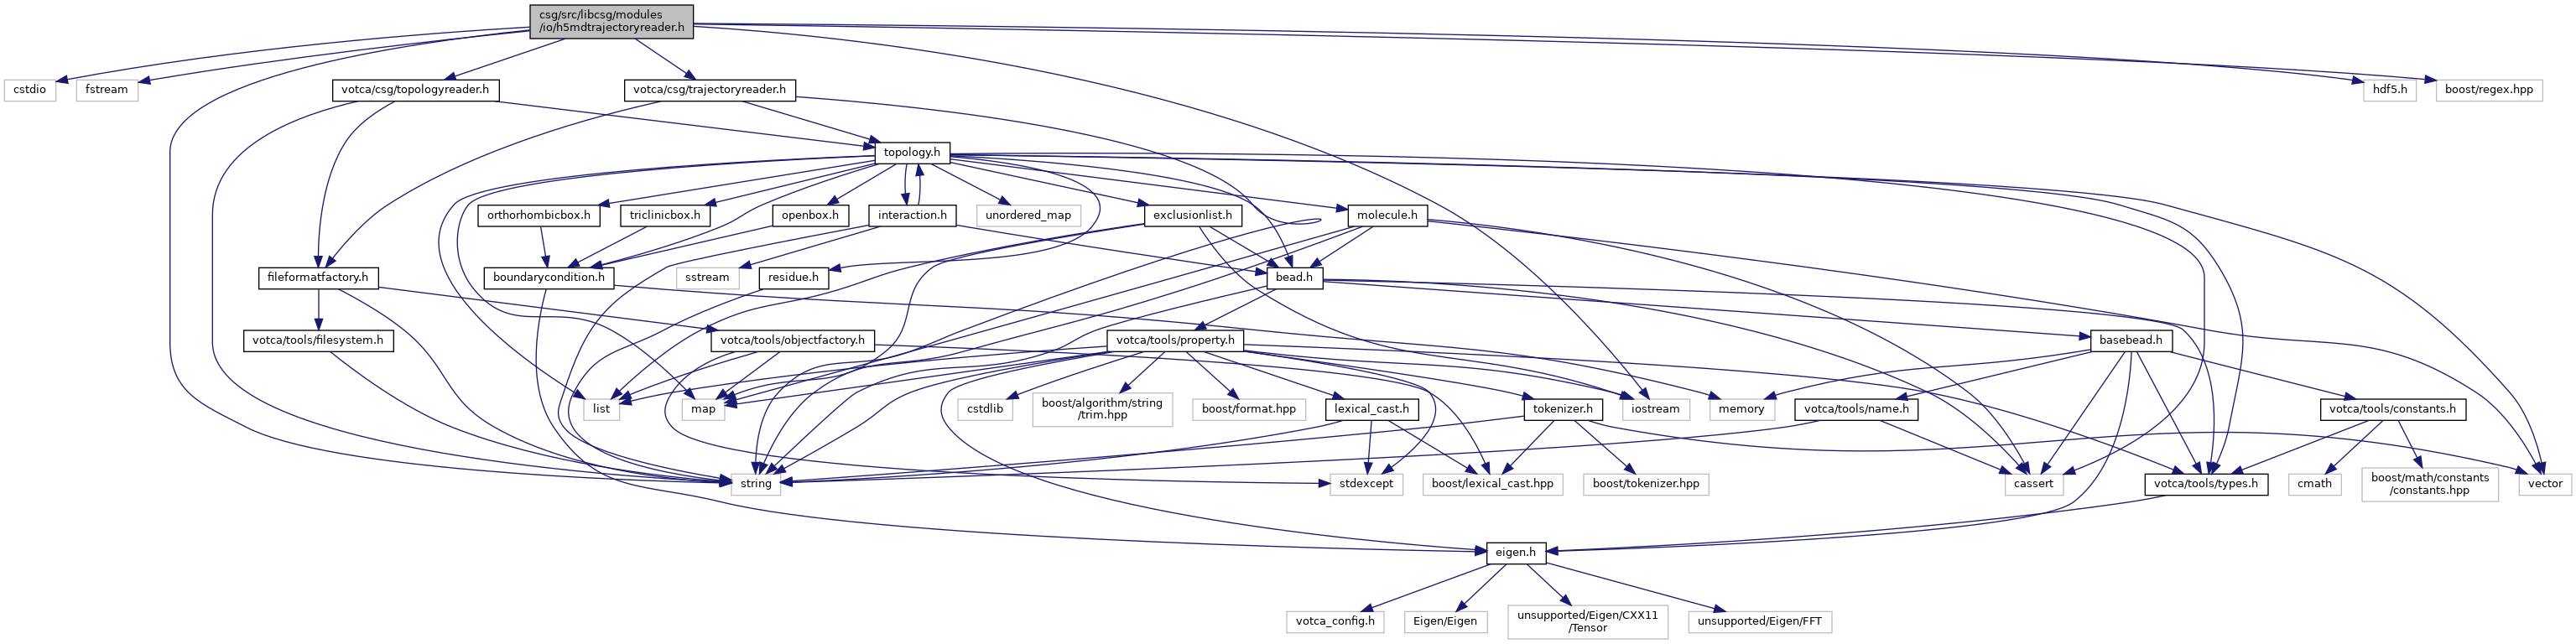 csg/src/libcsg/modules
/io/h5mdtrajectoryreader.h
cstdio
fstream
votca/csg/topologyreader.h
votca/csg/trajectoryreader.h
hdf5.h
boost/regex.hpp
topology.h
orthorhombicbox.h
triclinicbox.h
openbox.h
interaction.h
unordered_map
exclusionlist.h
molecule.h
fileformatfactory.h
boundarycondition.h
sstream
residue.h
bead.h
votca/tools/filesystem.h
votca/tools/objectfactory.h
votca/tools/property.h
basebead.h
list
map
cstdlib
boost/algorithm/string
/trim.hpp
boost/format.hpp
lexical_cast.h
tokenizer.h
iostream
memory
votca/tools/name.h
votca/tools/constants.h
string
stdexcept
boost/lexical_cast.hpp
boost/tokenizer.hpp
cassert
votca/tools/types.h
cmath
boost/math/constants
/constants.hpp
vector
eigen.h
votca_config.h
Eigen/Eigen
unsupported/Eigen/CXX11
/Tensor
unsupported/Eigen/FFT